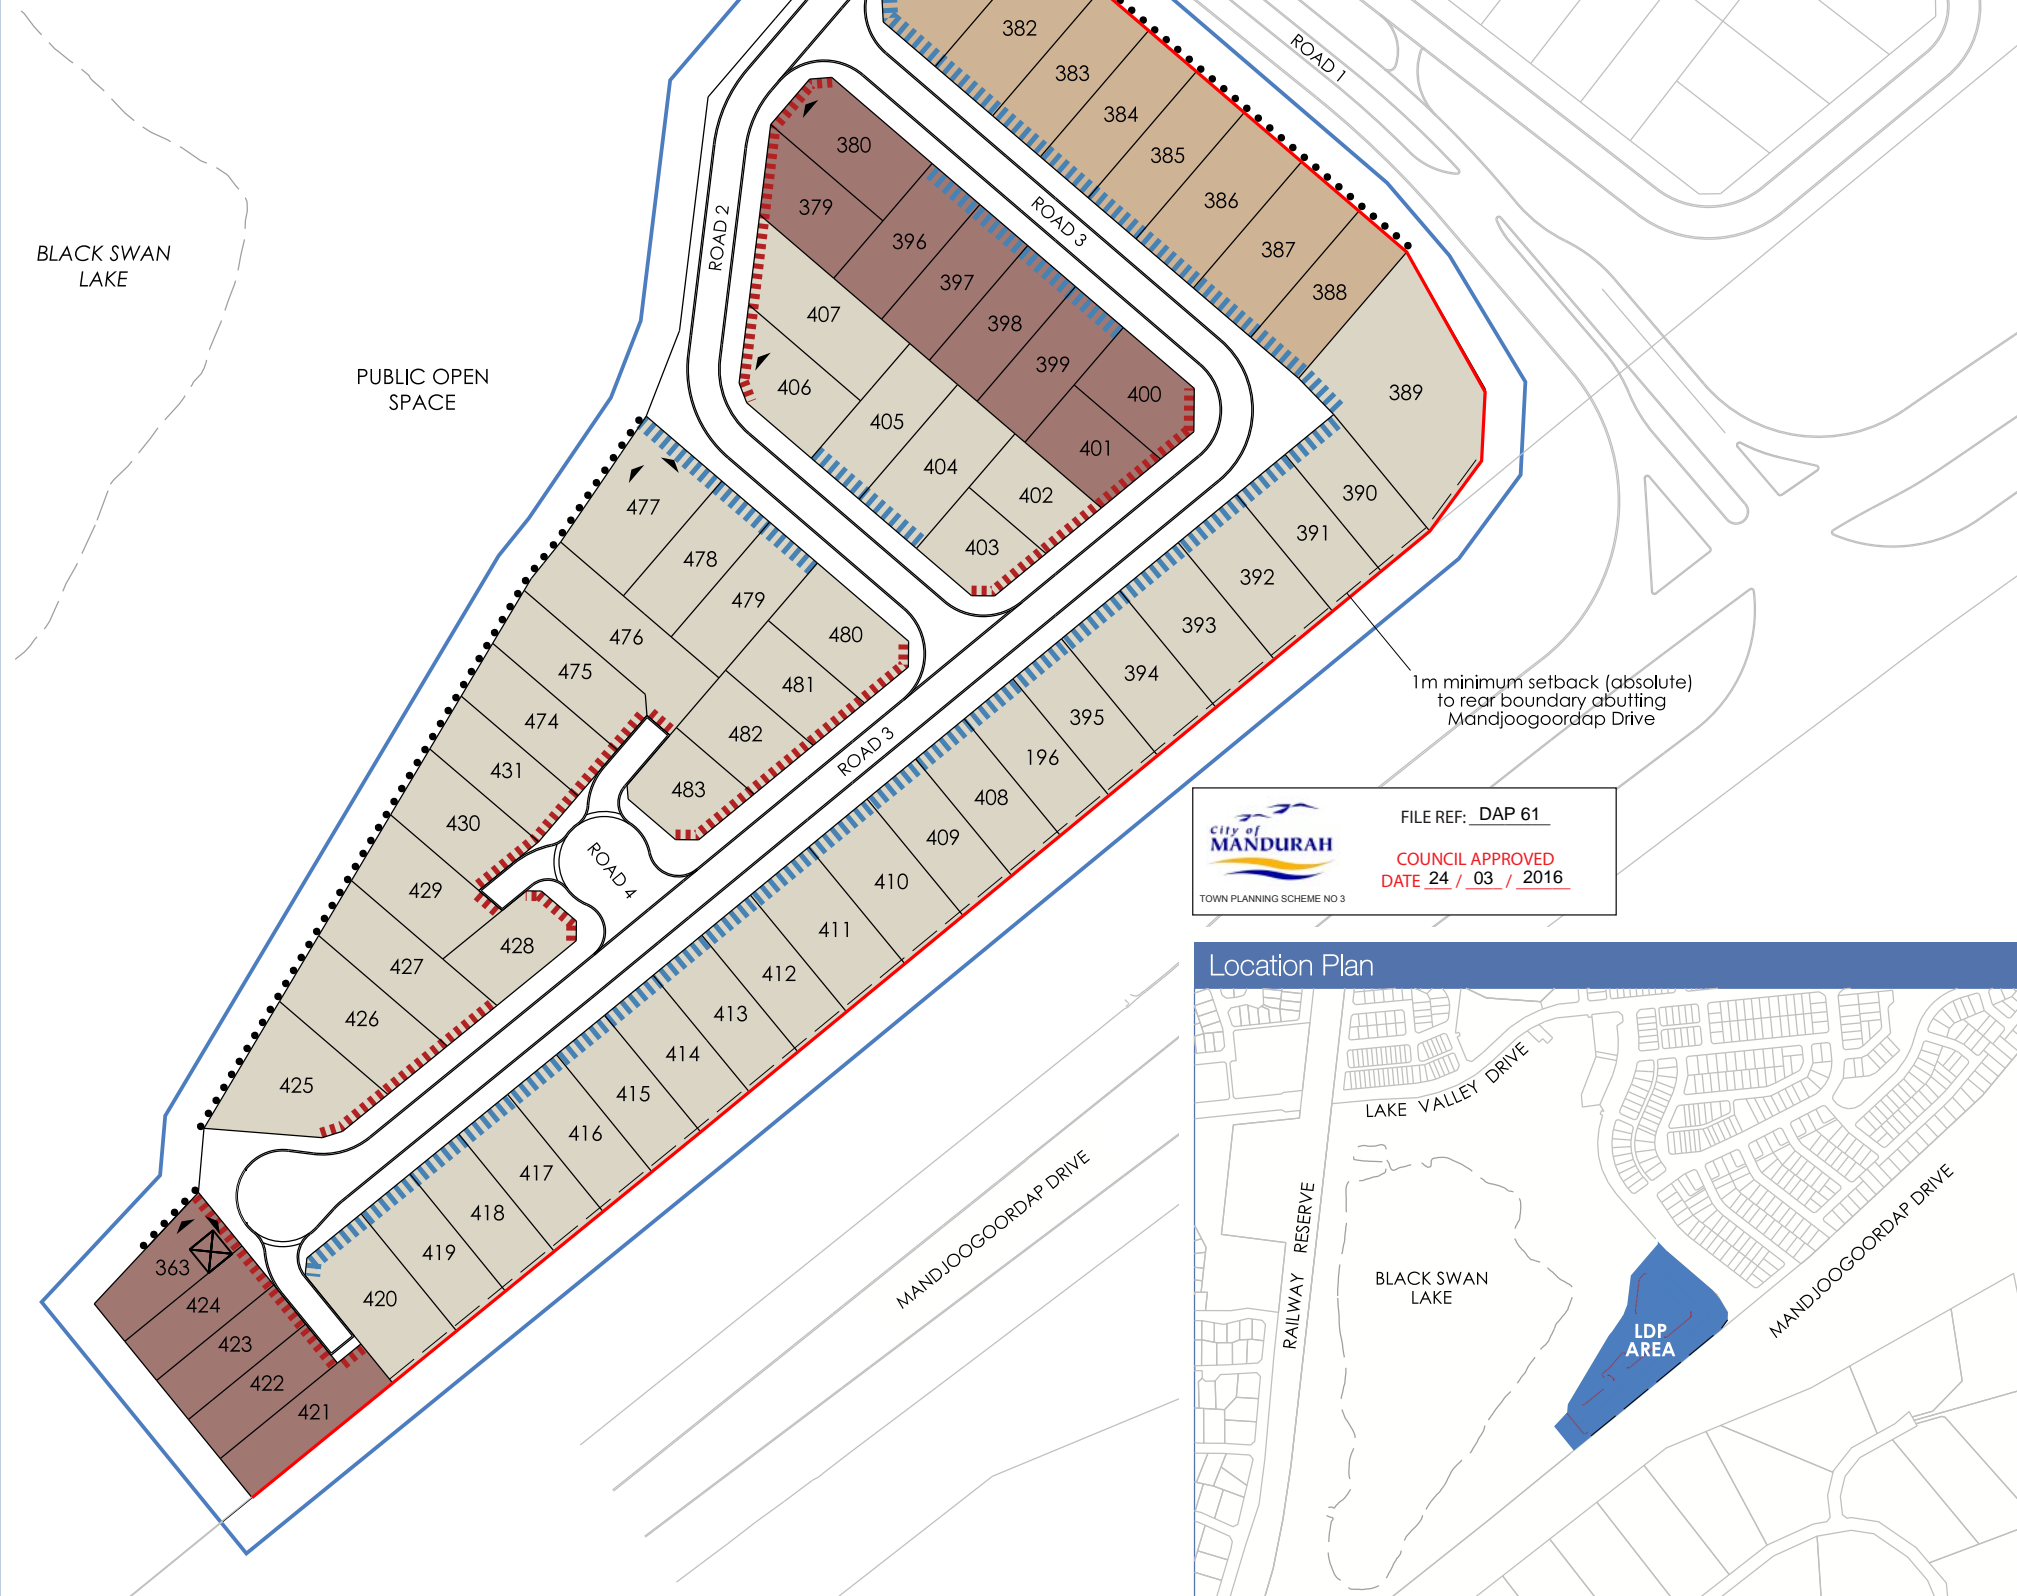 382
383
384
385
386
387
388
389
390
391
392
393
394
395
196
408
409
410
411
412
413
414
415
416
417
418
419
420
ROAD 1
ROAD 2
ROAD 3
380
379
396
397
398
399
400
401
407
406
405
404
402
403
BLACK SWAN
LAKE
PUBLIC OPEN
SPACE
477
478
479
480
476
481
475
482
474
483
431
430
429
428
427
426
425
ROAD 3
ROAD 4
363
424
423
422
421
1m minimum setback (absolute)
to rear boundary abutting
Mandjoogoordap Drive
MANDJOOGOORDAP DRIVE
City of
MANDURAH
TOWN PLANNING SCHEME NO 3
FILE REF: DAP 61
COUNCIL APPROVED
DATE 24 / 03 / 2016
Location Plan
LAKE VALLEY DRIVE
RAILWAY RESERVE
BLACK SWAN
LAKE
MANDJOOGOORDAP DRIVE
LDP
AREA